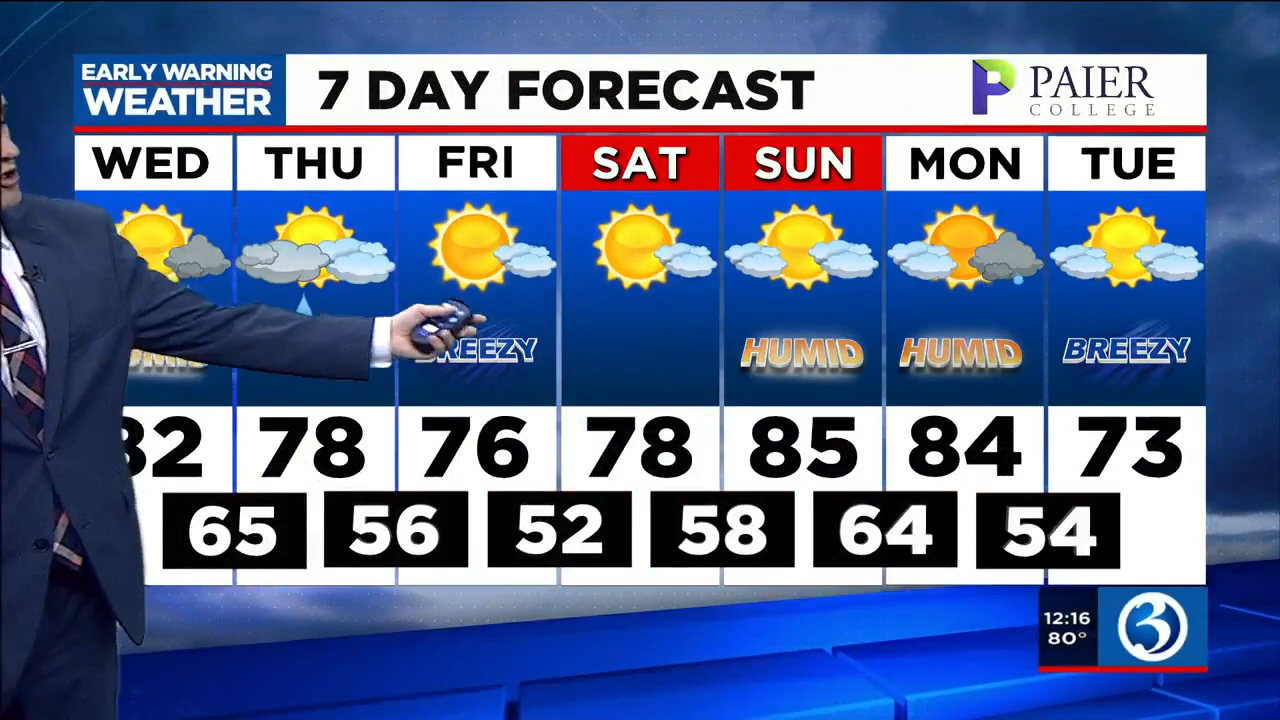 EARLY WARNING
WEATHER
7 DAY FORECAST
PAIER
COLLEGE
WED THU FRI SAT SUN MON TUE
HUMID HUMID BREEZY
82 78 76 78 85 84 73
65 56 52 58 64 54
12:16
80°
3